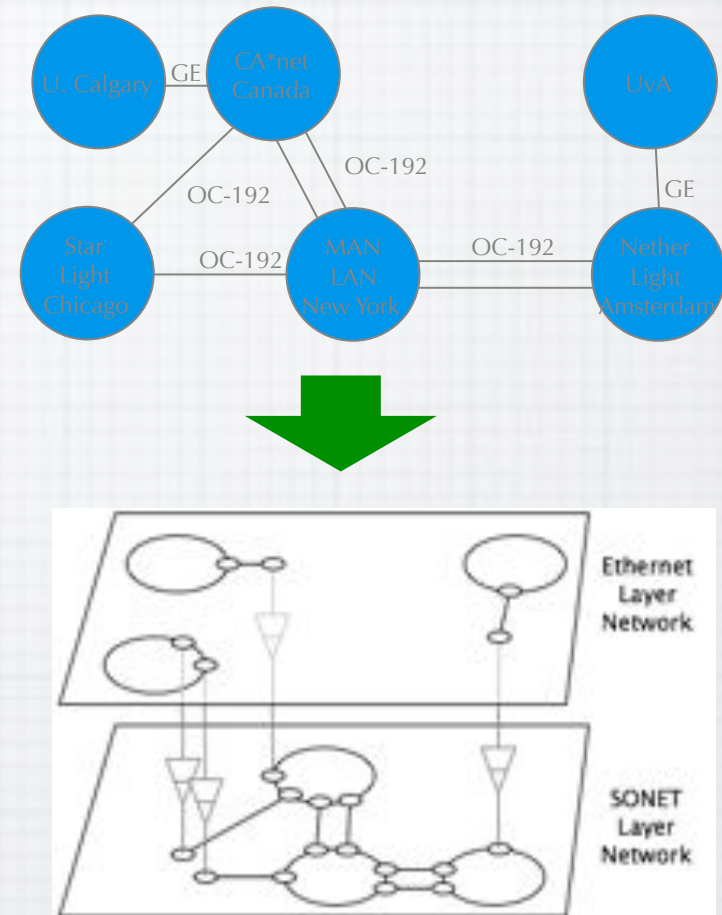 U. Calgary
GE
CA*net
Canada
UvA
OC-192
GE
OC-192
Star
Light
Chicago
OC-192
MAN
LAN
New York
OC-192
Nether
Light
Amsterdam
Ethernet
Layer
Network
SONET
Layer
Network